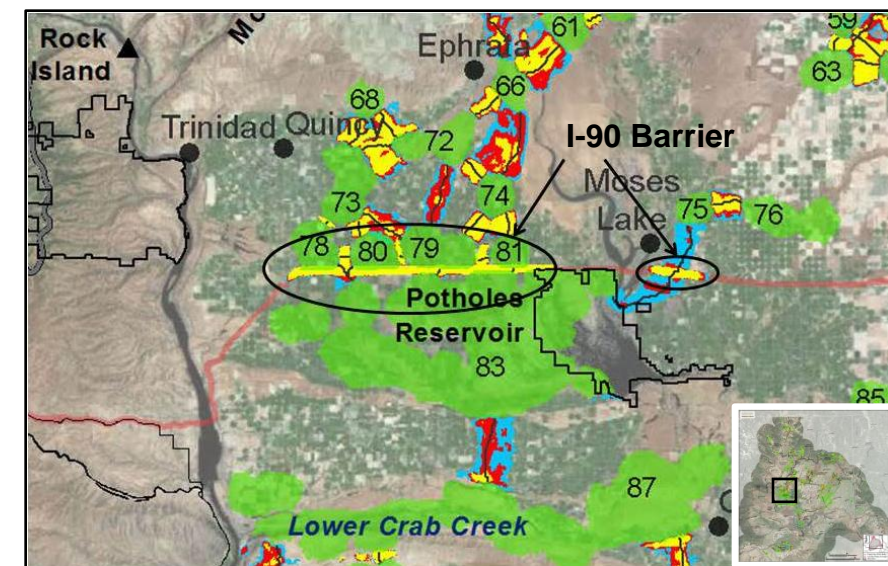 61
59
Rock
Island
Ephrata
63
66
68
I-90 Barrier
Trinidad
Quincy
72
Moses
Lake
73
74
75
76
78
80
79
81
Potholes
Reservoir
83
85
87
Lower Crab Creek